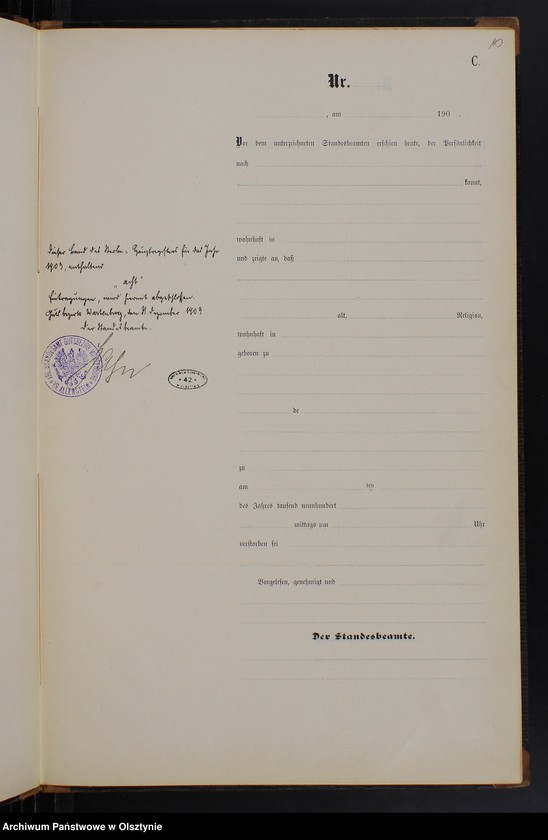 10
C.
Nr.
, am 190 .
Vor dem unterzeichneten Standesbeamten erschien heute, der Persönlichkeit
nach
kannt,
wohnhaft in
und zeigte an, daß
alt, Religion,
wohnhaft in
geboren zu
de
zu
am den
des Jahres tausend neunhundert
mittags um Uhr
verstorben sei
Vorgelesen, genehmigt und
Der Standesbeamte.
Dieser Band des Sterbe-Hauptregisters für das Jahr
1903, enthaltend
„acht“
Eintragungen, wird hiermit abgeschlossen.
Gutsbezirk Wartenburg, den 31. Dezember 1903
Der Standesbeamte.
42
Archiwum Państwowe w Olsztynie